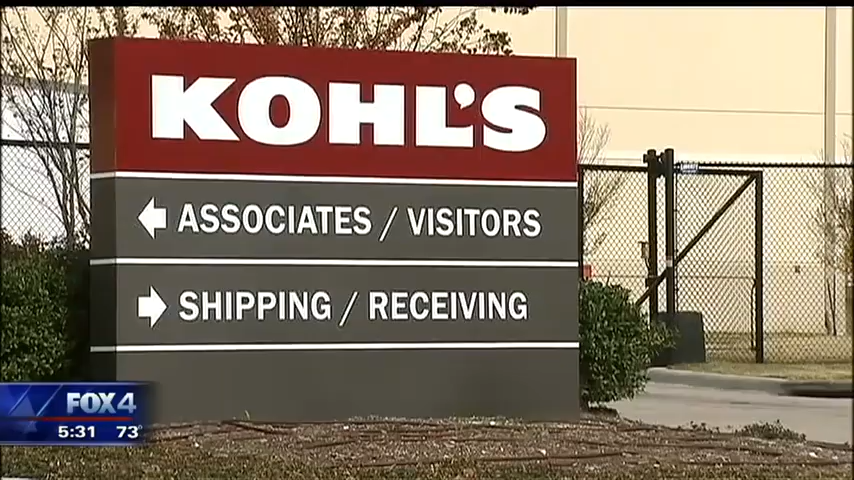 KOHL'S
← ASSOCIATES / VISITORS
→ SHIPPING / RECEIVING
FOX 4
5:31 73°